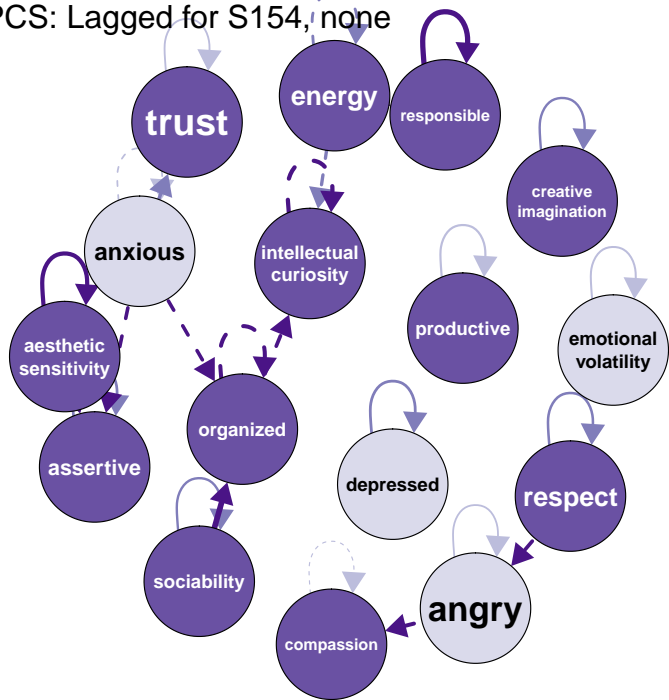 PCS: Lagged for S154, none
trust
energy
responsible
creative
imagination
anxious
intellectual
curiosity
productive
emotional
volatility
aesthetic
sensitivity
organized
assertive
depressed
respect
sociability
angry
compassion